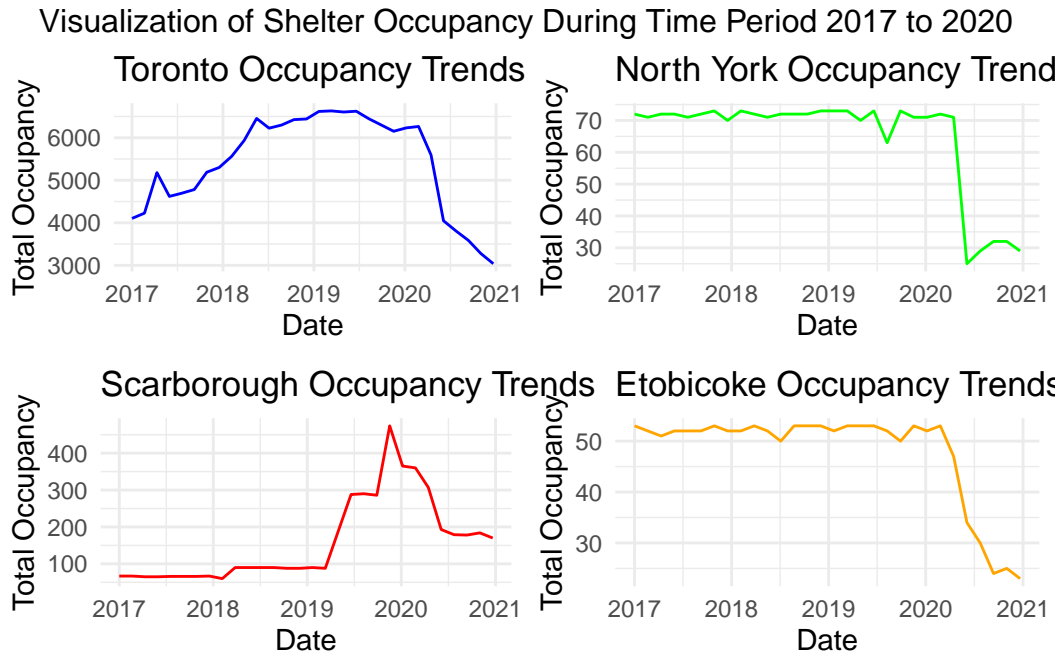 Visualization of Shelter Occupancy During Time Period 2017 to 2020
Toronto Occupancy Trends
Total Occupancy
6000
5000
4000
3000
2017 2018 2019 2020 2021
Date
North York Occupancy Trend
Total Occupancy
70
60
50
40
30
2017 2018 2019 2020 2021
Date
Scarborough Occupancy Trends
Total Occupancy
400
300
200
100
2017 2018 2019 2020 2021
Date
Etobicoke Occupancy Trends
Total Occupancy
50
40
30
2017 2018 2019 2020 2021
Date